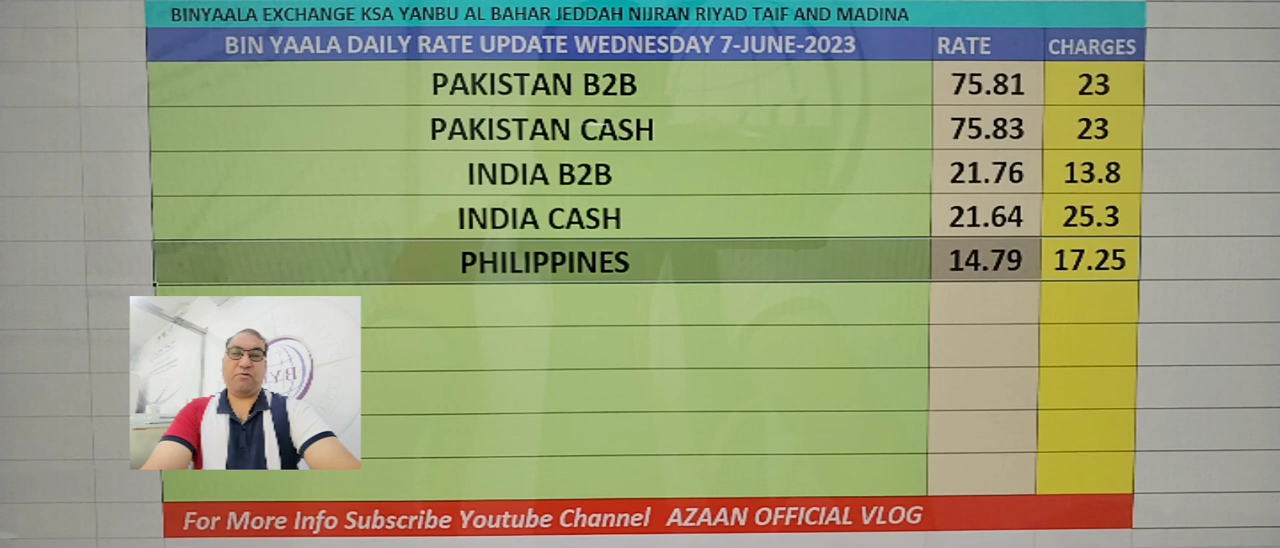 BINYAALA EXCHANGE KSA YANBU AL BAHAR JEDDAH NIJRAN RIYAD TAIF AND MADINA
BIN YAALA DAILY RATE UPDATE WEDNESDAY 7-JUNE-2023 RATE CHARGES
PAKISTAN B2B 75.81 23
PAKISTAN CASH 75.83 23
INDIA B2B 21.76 13.8
INDIA CASH 21.64 25.3
PHILIPPINES 14.79 17.25
For More Info Subscribe Youtube Channel AZAAN OFFICIAL VLOG